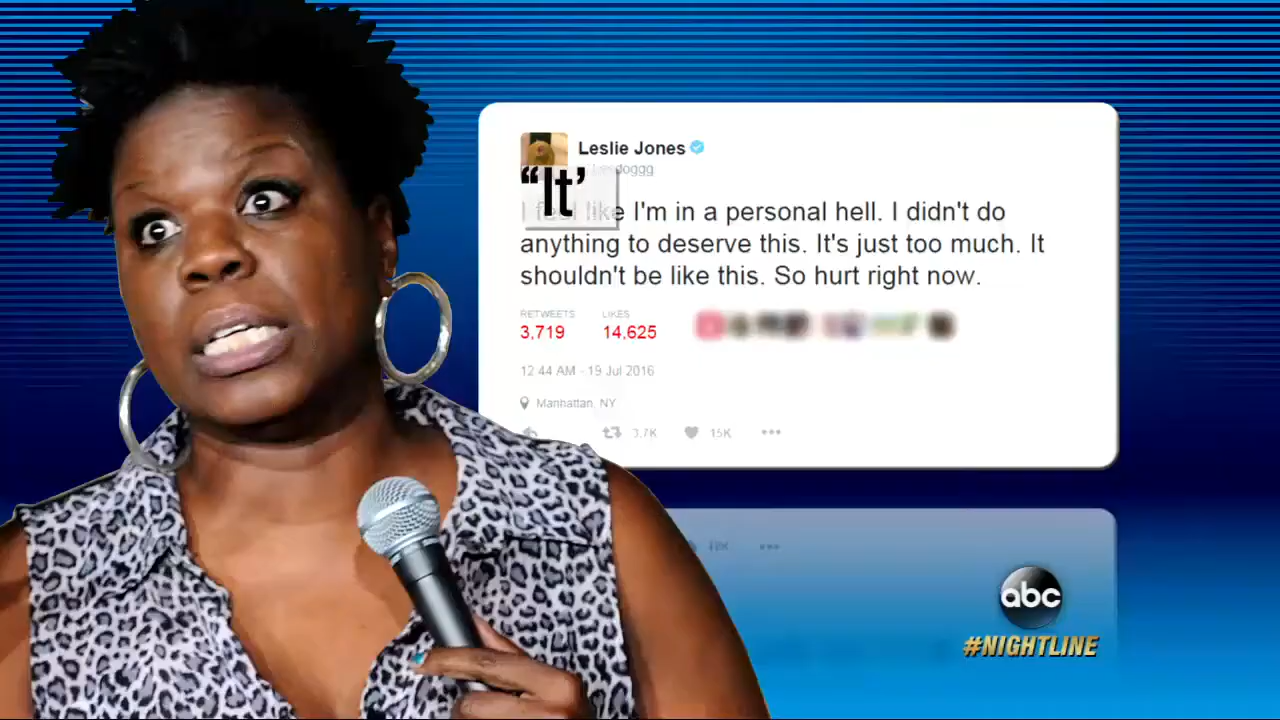 Leslie Jones
"It'
I feel like I'm in a personal hell. I didn't do
anything to deserve this. It's just too much. It
shouldn't be like this. So hurt right now.
RETWEETS LIKES
3,719 14,625
12:44 AM - 19 Jul 2016
Manhattan, NY
3.7K 15K •••
•••
abc
#NIGHTLINE